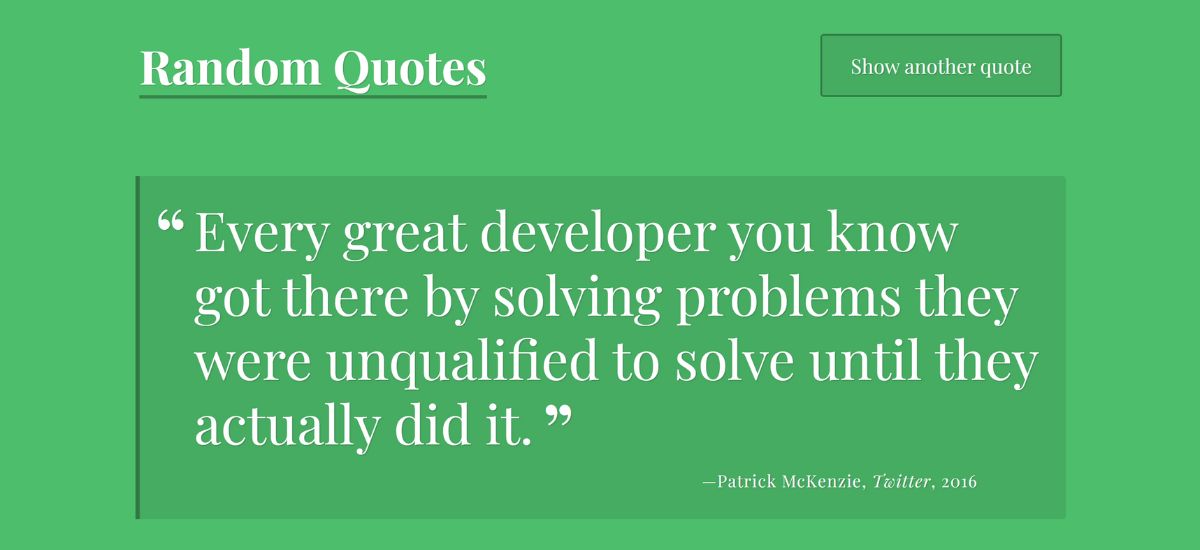 Random Quotes
Show another quote
“Every great developer you know
got there by solving problems they
were unqualified to solve until they
actually did it.”
—Patrick McKenzie, Twitter, 2016